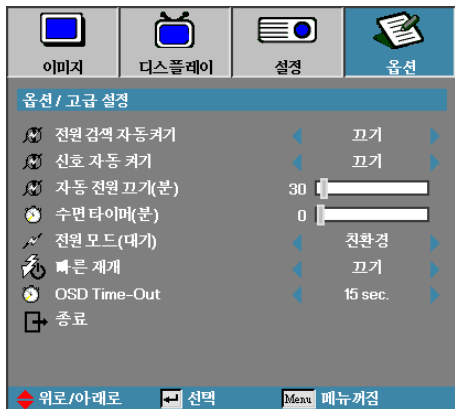 이미지 디스플레이 설정 옵션
옵션 / 고급 설정
전원 검색 자동켜기 끄기
신호 자동 켜기 끄기
자동 전원 끄기(분) 30
수면 타이머(분) 0
전원 모드(대기) 친환경
빠른 재개 끄기
OSD Time-Out 15 sec.
종료
위로/아래로 선택 Menu 메뉴꺼짐